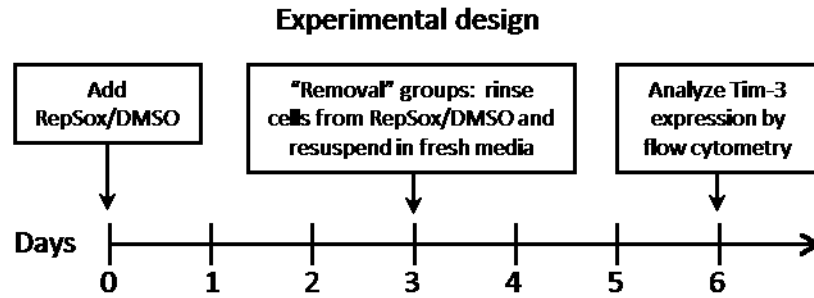 Experimental design
Add
RepSox/DMSO
“Removal” groups: rinse
cells from RepSox/DMSO and
resuspend in fresh media
Analyze Tim-3
expression by
flow cytometry
Days
0 1 2 3 4 5 6